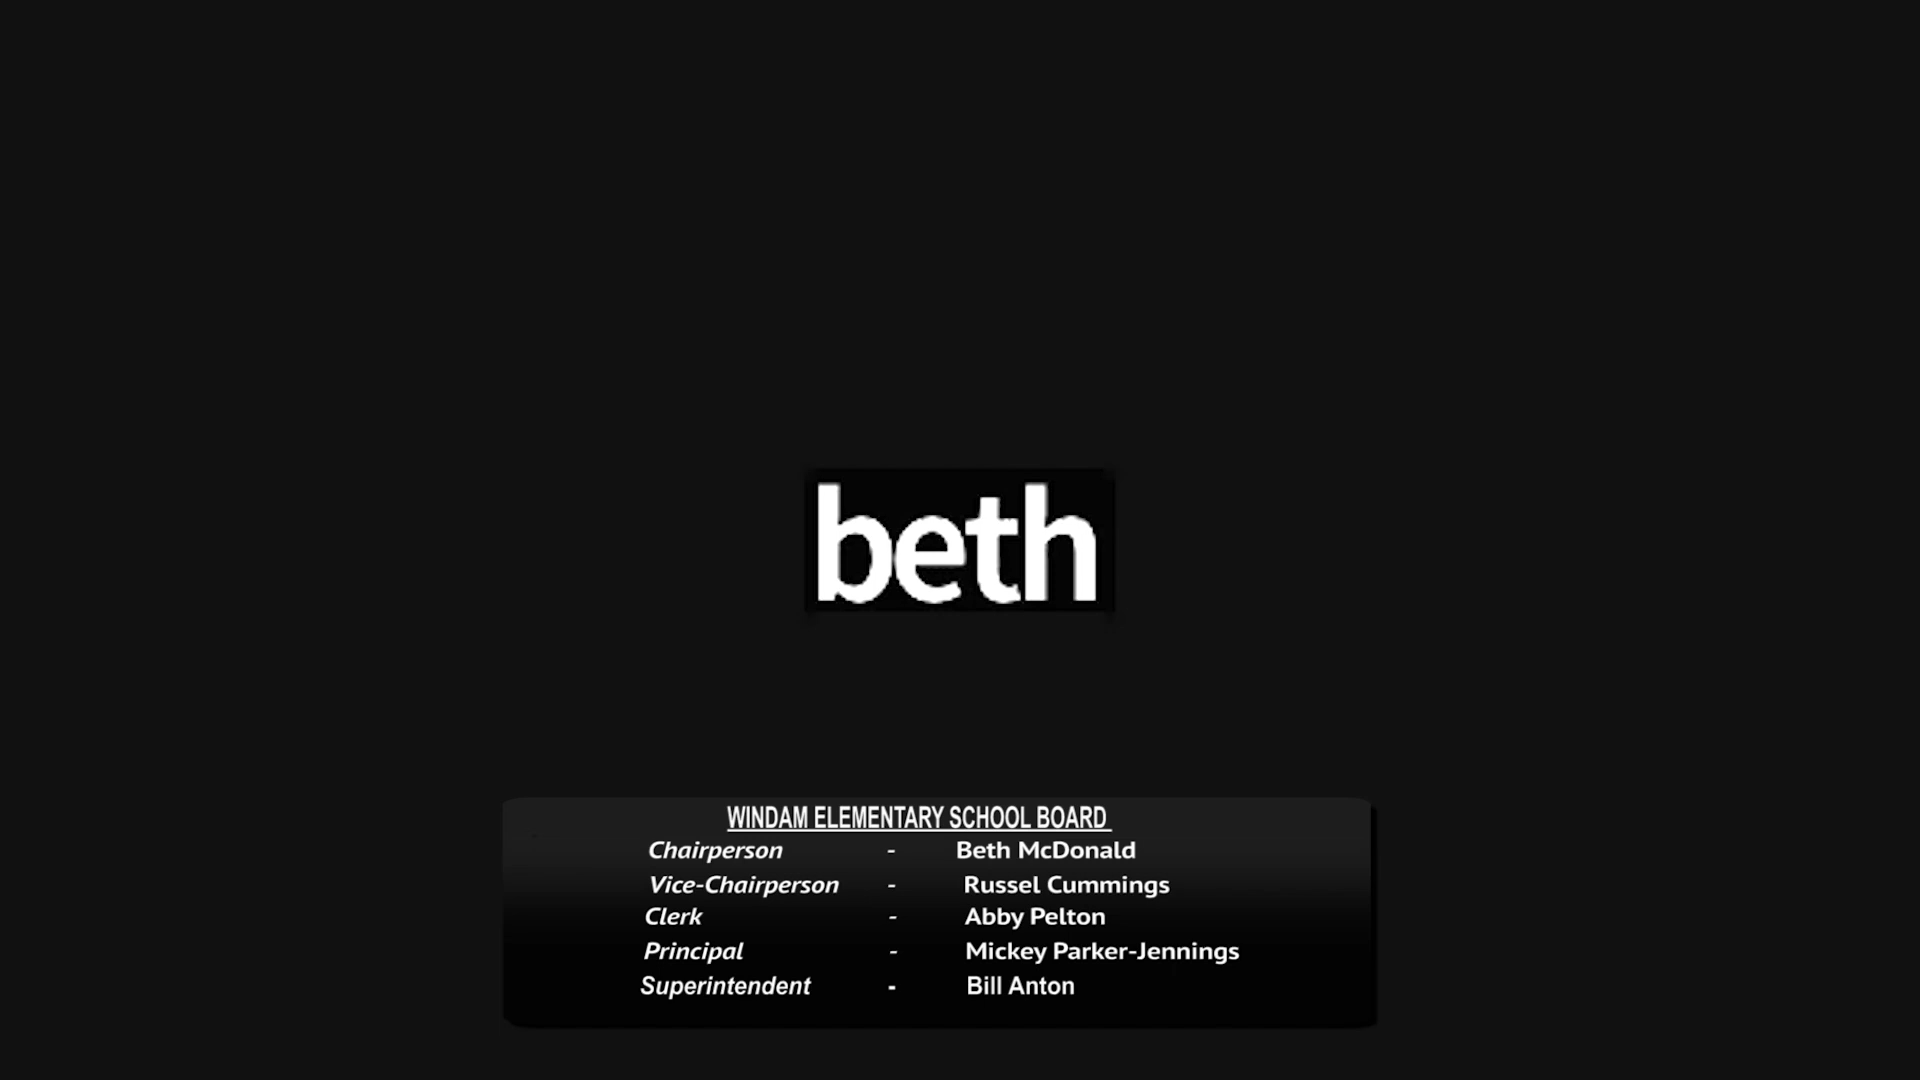 beth
WINDAM ELEMENTARY SCHOOL BOARD
Chairperson - Beth McDonald
Vice-Chairperson - Russel Cummings
Clerk - Abby Pelton
Principal - Mickey Parker-Jennings
Superintendent - Bill Anton